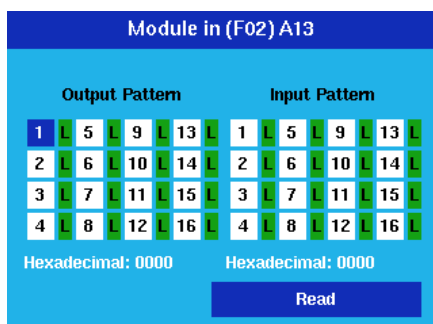 Module in (F02) A13
Output Pattern Input Pattern
1 L 5 L 9 L 13 L 1 L 5 L 9 L 13 L
2 L 6 L 10 L 14 L 2 L 6 L 10 L 14 L
3 L 7 L 11 L 15 L 3 L 7 L 11 L 15 L
4 L 8 L 12 L 16 L 4 L 8 L 12 L 16 L
Hexadecimal: 0000 Hexadecimal: 0000
Read